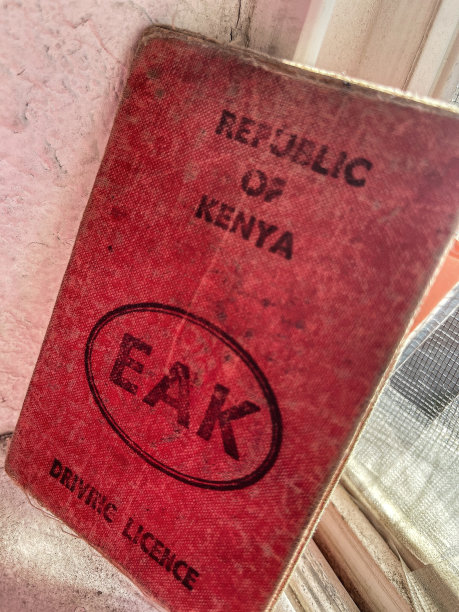 REPUBLIC
OF
KENYA
EAK
DRIVING LICENCE